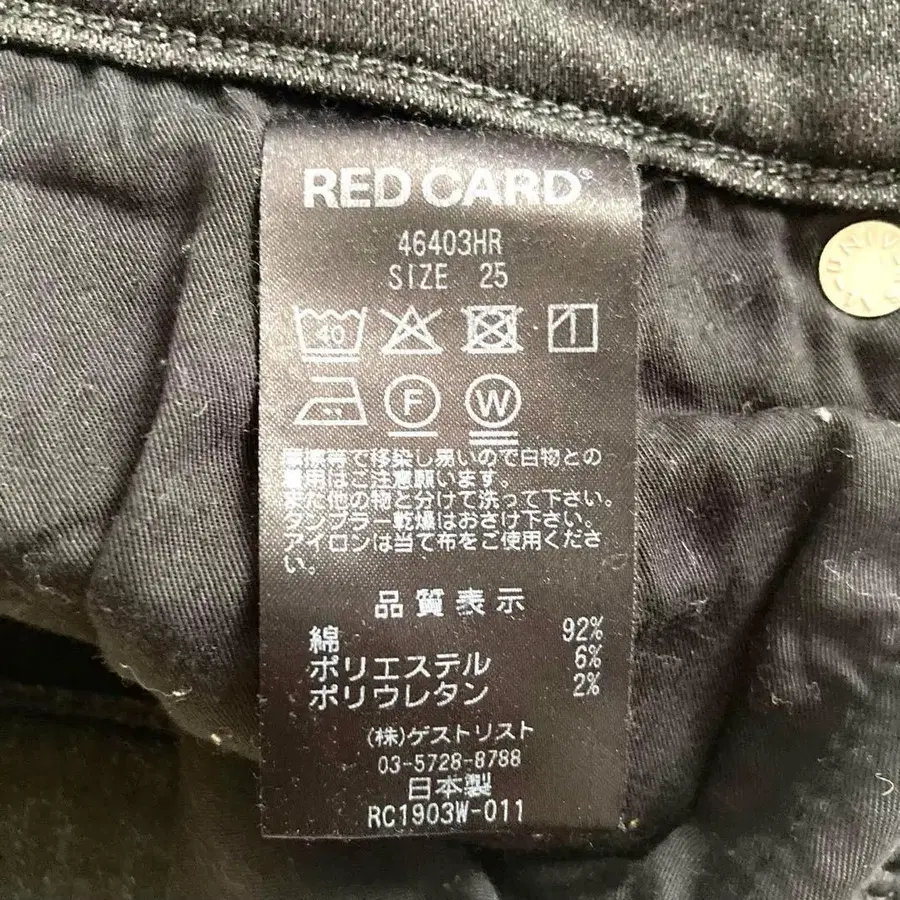 RED CARD®
46403HR
SIZE 25
40
F
W
摩擦等で移染し易いので白物との
着用はご注意願います。
また他の物と分けて洗って下さい。
タンブラー乾燥はおさけ下さい。
アイロンは当て布をご使用くださ
い。
品質表示
綿 92%
ポリエステル 6%
ポリウレタン 2%
(株)ゲストリスト
03-5728-8788
日本製
RC1903W-011